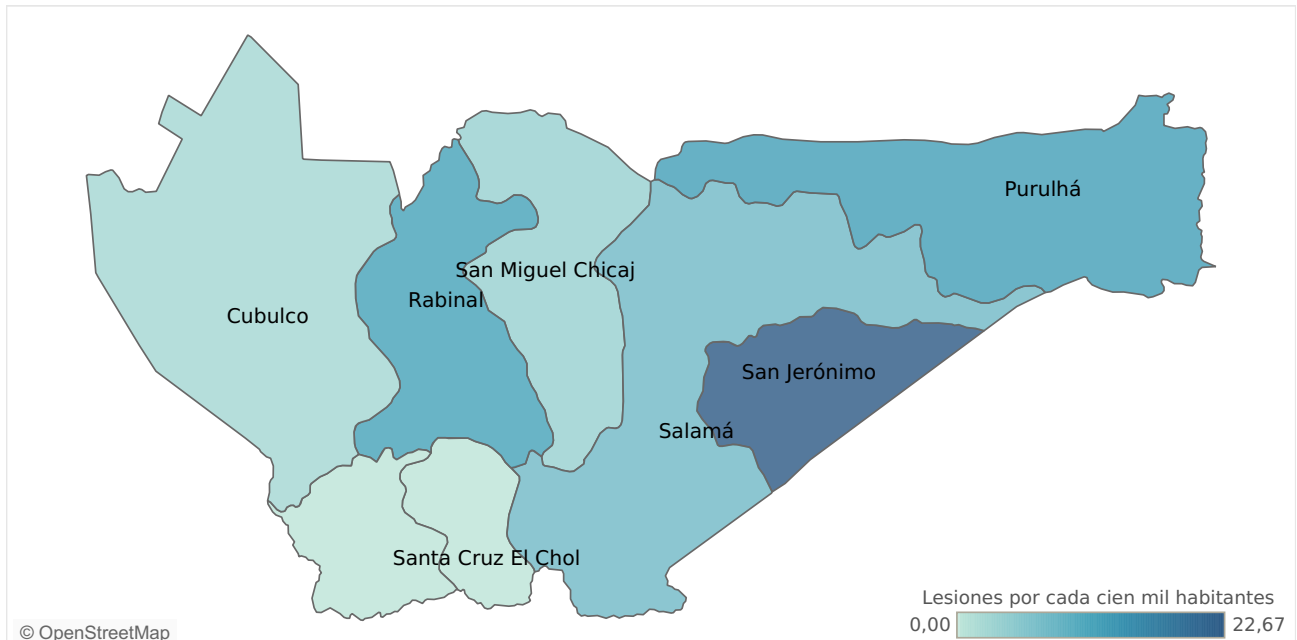 Purulhá
San Miguel Chicaj
Rabinal
Cubulco
San Jerónimo
Salamá
Santa Cruz El Chol
Lesiones por cada cien mil habitantes
0,00
22,67
© OpenStreetMap